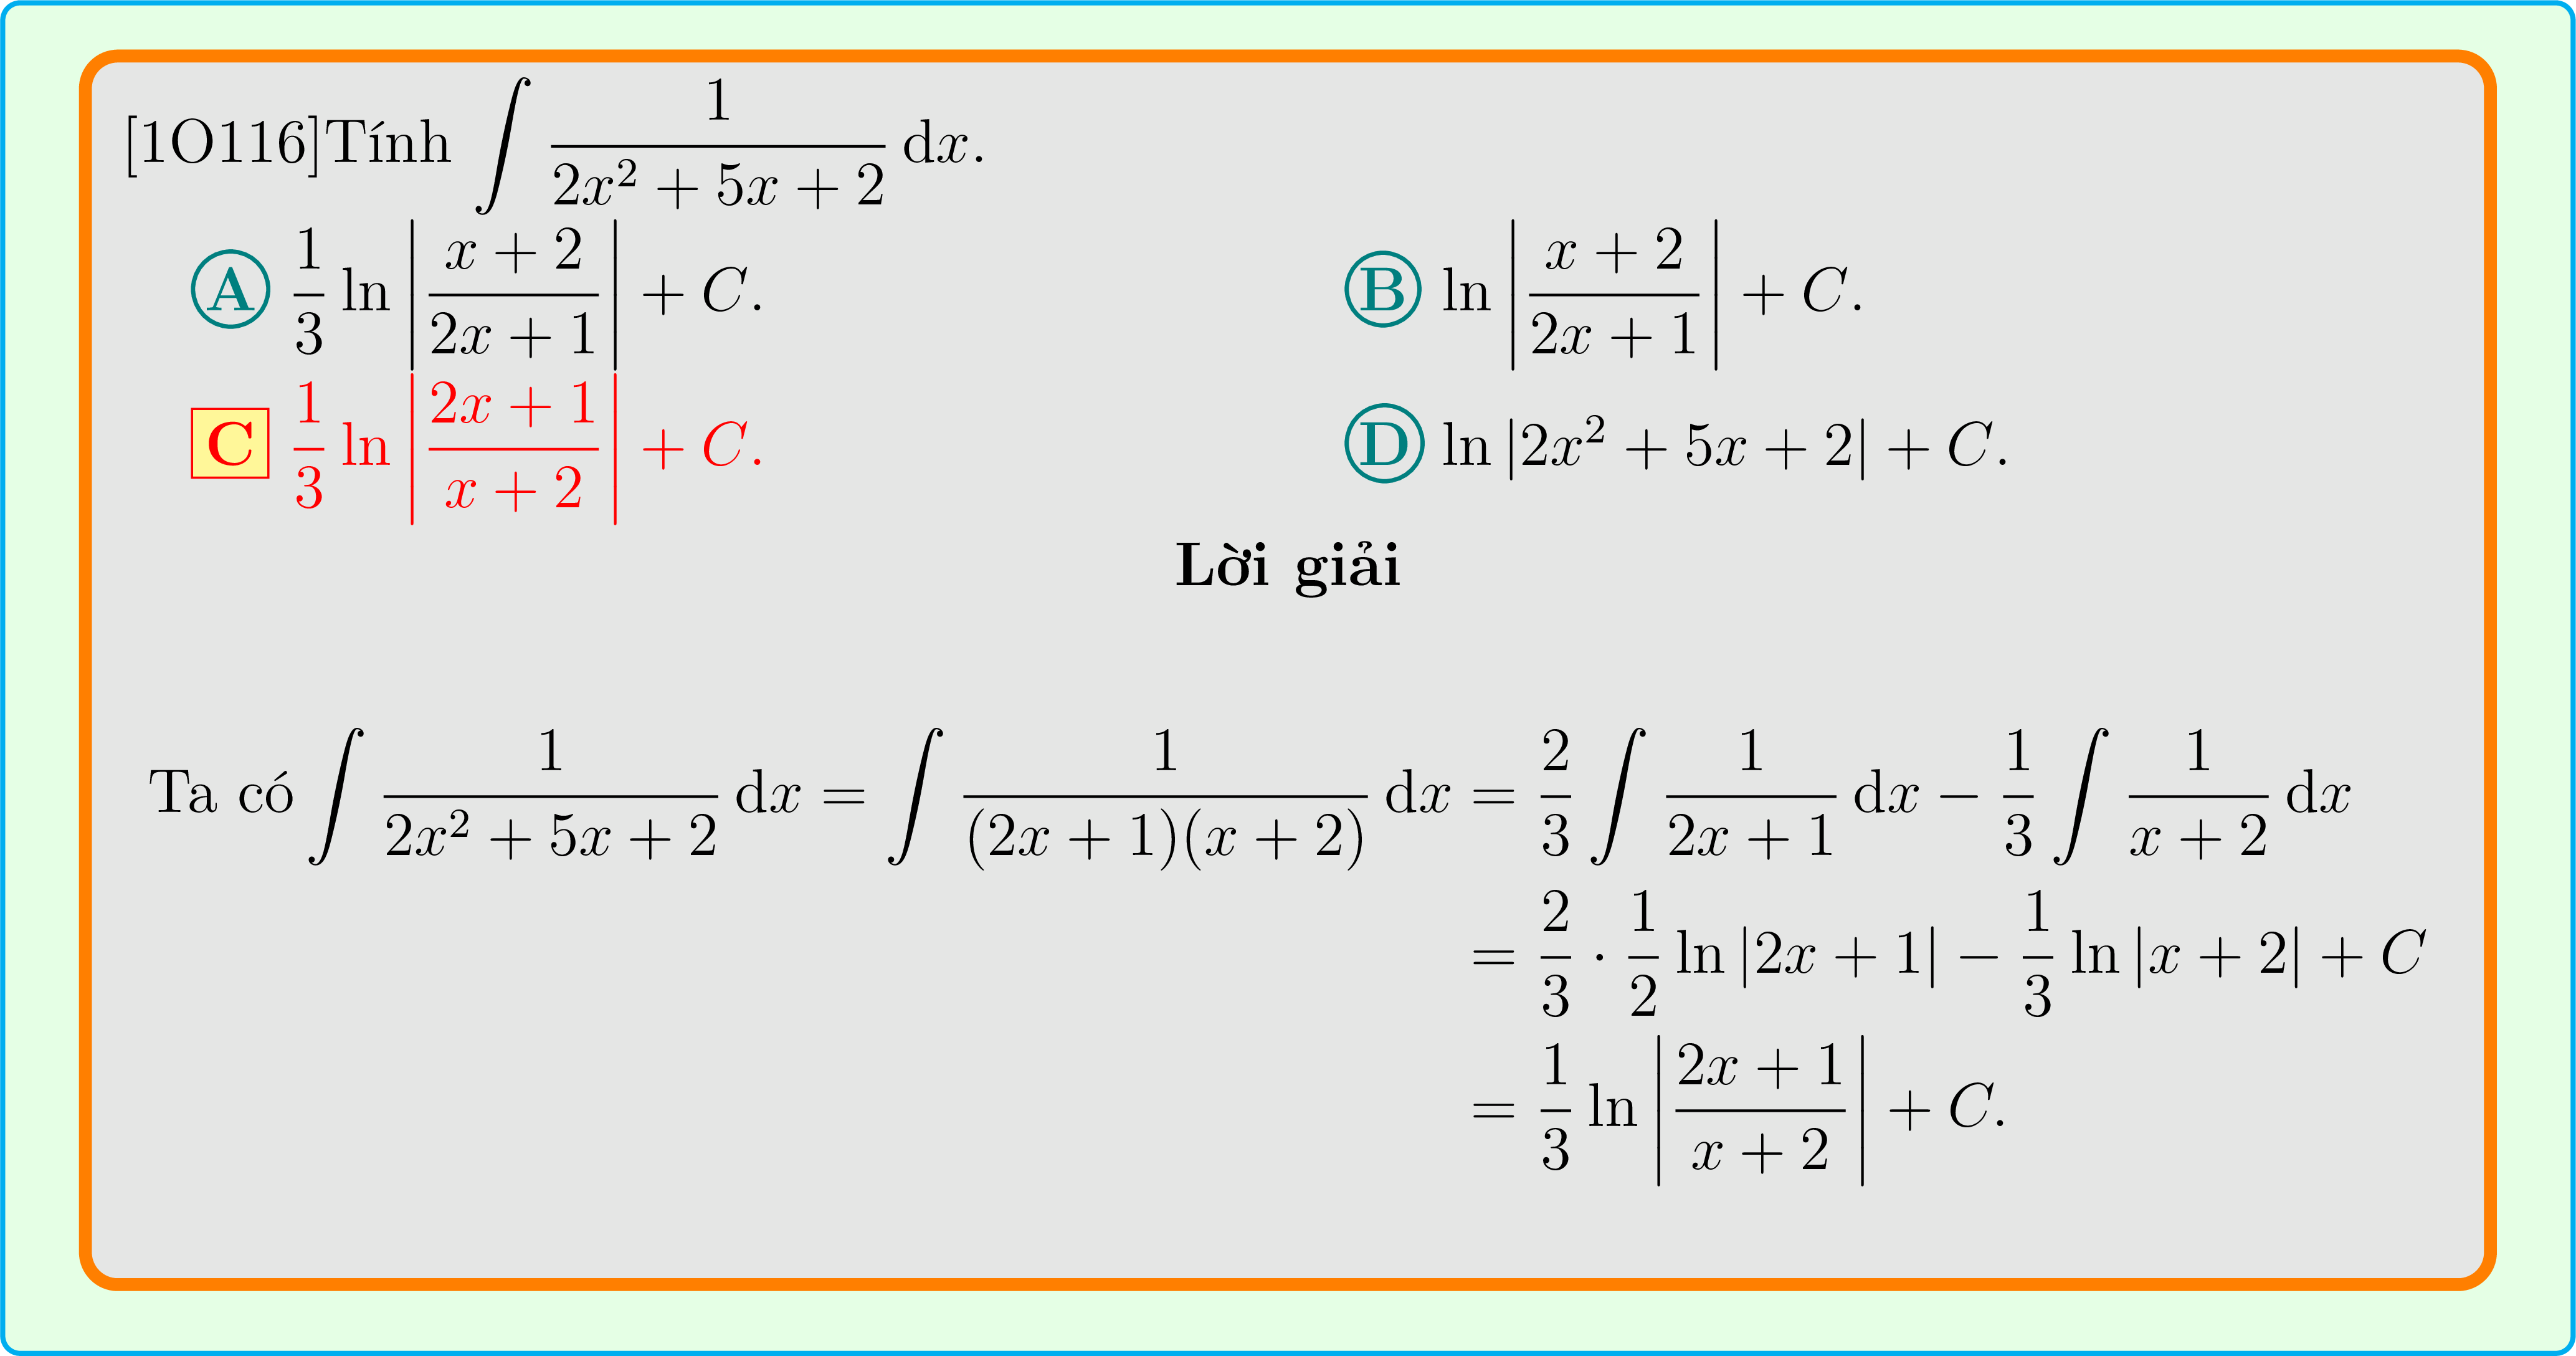 [1O116]Tính $\int \frac{1}{2x^2 + 5x + 2} \, \mathrm{d}x$.
A $\frac{1}{3} \ln \left| \frac{x + 2}{2x + 1} \right| + C$. B $\ln \left| \frac{x + 2}{2x + 1} \right| + C$.
C $\frac{1}{3} \ln \left| \frac{2x + 1}{x + 2} \right| + C$. D $\ln |2x^2 + 5x + 2| + C$.
Lời giải
Ta có $\int \frac{1}{2x^2 + 5x + 2} \, \mathrm{d}x = \int \frac{1}{(2x + 1)(x + 2)} \, \mathrm{d}x = \frac{2}{3} \int \frac{1}{2x + 1} \, \mathrm{d}x - \frac{1}{3} \int \frac{1}{x + 2} \, \mathrm{d}x$
$= \frac{2}{3} \cdot \frac{1}{2} \ln |2x + 1| - \frac{1}{3} \ln |x + 2| + C$
$= \frac{1}{3} \ln \left| \frac{2x + 1}{x + 2} \right| + C.$